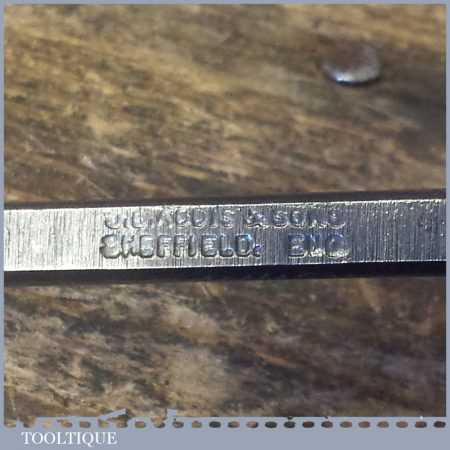 J.B. ADDIS & SONS
SHEFFIELD. ENG
TOOLTIQUE